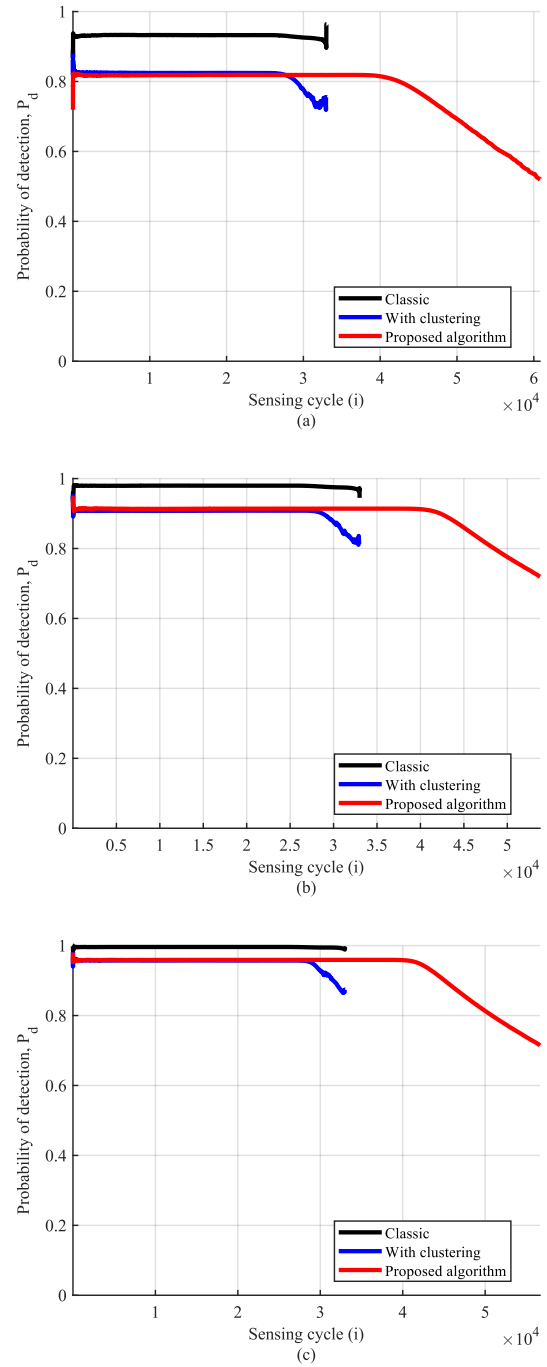 1
0.8
0.6
0.4
0.2
0
Probability of detection, P_d
Classic
With clustering
Proposed algorithm
1 2 3 4 5 6
Sensing cycle (i)
×10^4
(a)
1
0.8
0.6
0.4
0.2
0
Probability of detection, P_d
Classic
With clustering
Proposed algorithm
0.5 1 1.5 2 2.5 3 3.5 4 4.5 5
Sensing cycle (i)
×10^4
(b)
1
0.8
0.6
0.4
0.2
0
Probability of detection, P_d
Classic
With clustering
Proposed algorithm
1 2 3 4 5
Sensing cycle (i)
×10^4
(c)